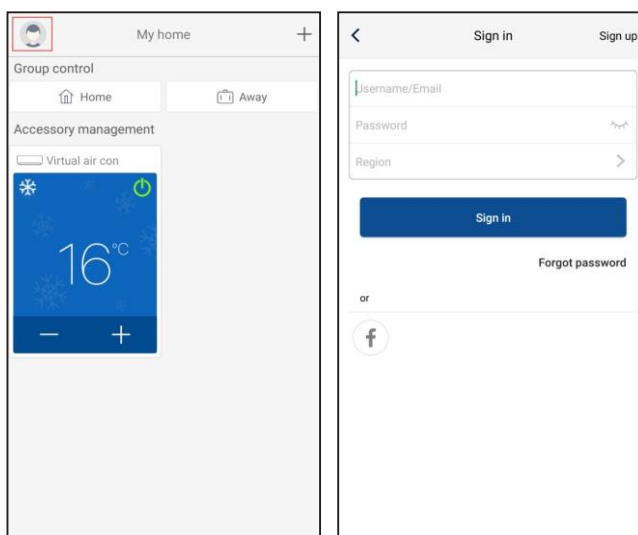 My home
Group control
Home
Away
Accessory management
Virtual air con
16°C
Sign in
Sign up
Username/Email
Password
Region
Sign in
Forgot password
or